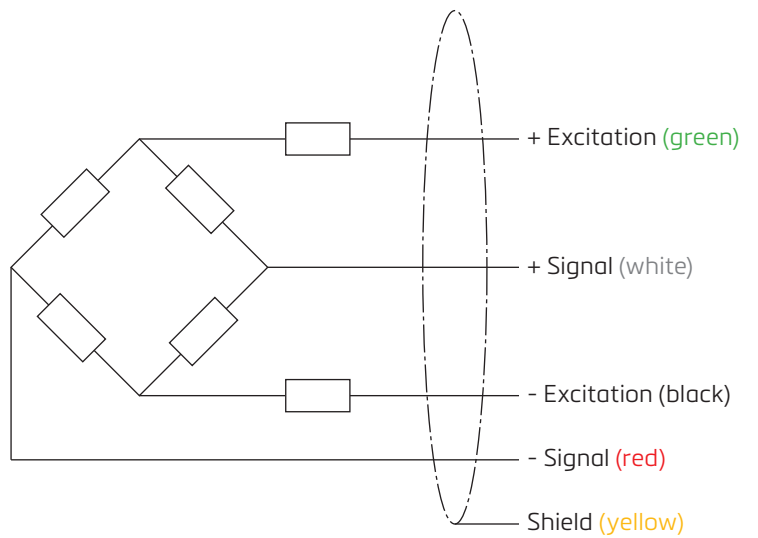 + Excitation (green)
+ Signal (white)
- Excitation (black)
- Signal (red)
Shield (yellow)